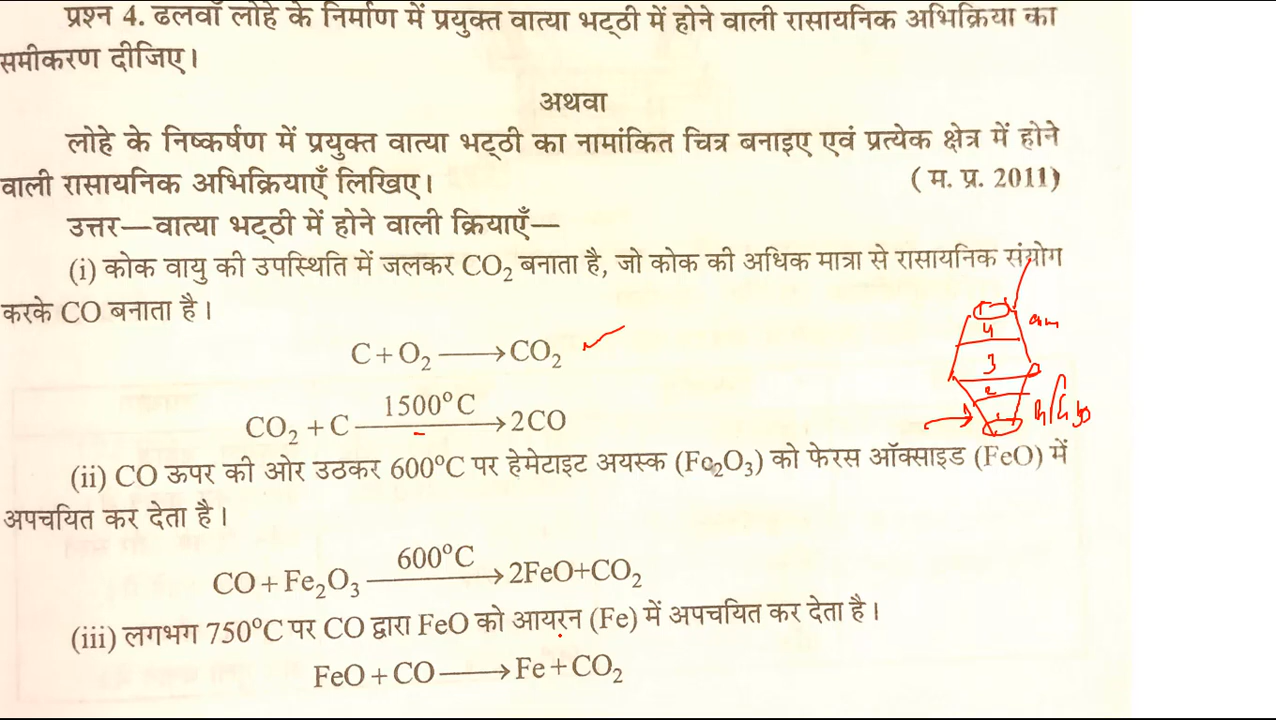 प्रश्न 4. ढलवाँ लोहे के निर्माण में प्रयुक्त वात्या भट्ठी में होने वाली रासायनिक अभिक्रिया का
समीकरण दीजिए।
अथवा
लोहे के निष्कर्षण में प्रयुक्त वात्या भट्ठी का नामांकित चित्र बनाइए एवं प्रत्येक क्षेत्र में होने
वाली रासायनिक अभिक्रियाएँ लिखिए। ( म. प्र. 2011)
उत्तर—वात्या भट्ठी में होने वाली क्रियाएँ—
(i) कोक वायु की उपस्थिति में जलकर CO₂ बनाता है, जो कोक की अधिक मात्रा से रासायनिक संयोग
करके CO बनाता है।
C + O₂ ⟶ CO₂
1500°C
CO₂ + C ⟶ 2CO
4
3
(ii) CO ऊपर की ओर उठकर 600°C पर हेमेटाइट अयस्क (Fe₂O₃) को फेरस ऑक्साइड (FeO) में
अपचयित कर देता है।
600°C
CO + Fe₂O₃ ⟶ 2FeO+CO₂
(iii) लगभग 750°C पर CO द्वारा FeO को आयरन (Fe) में अपचयित कर देता है।
FeO + CO ⟶ Fe + CO₂